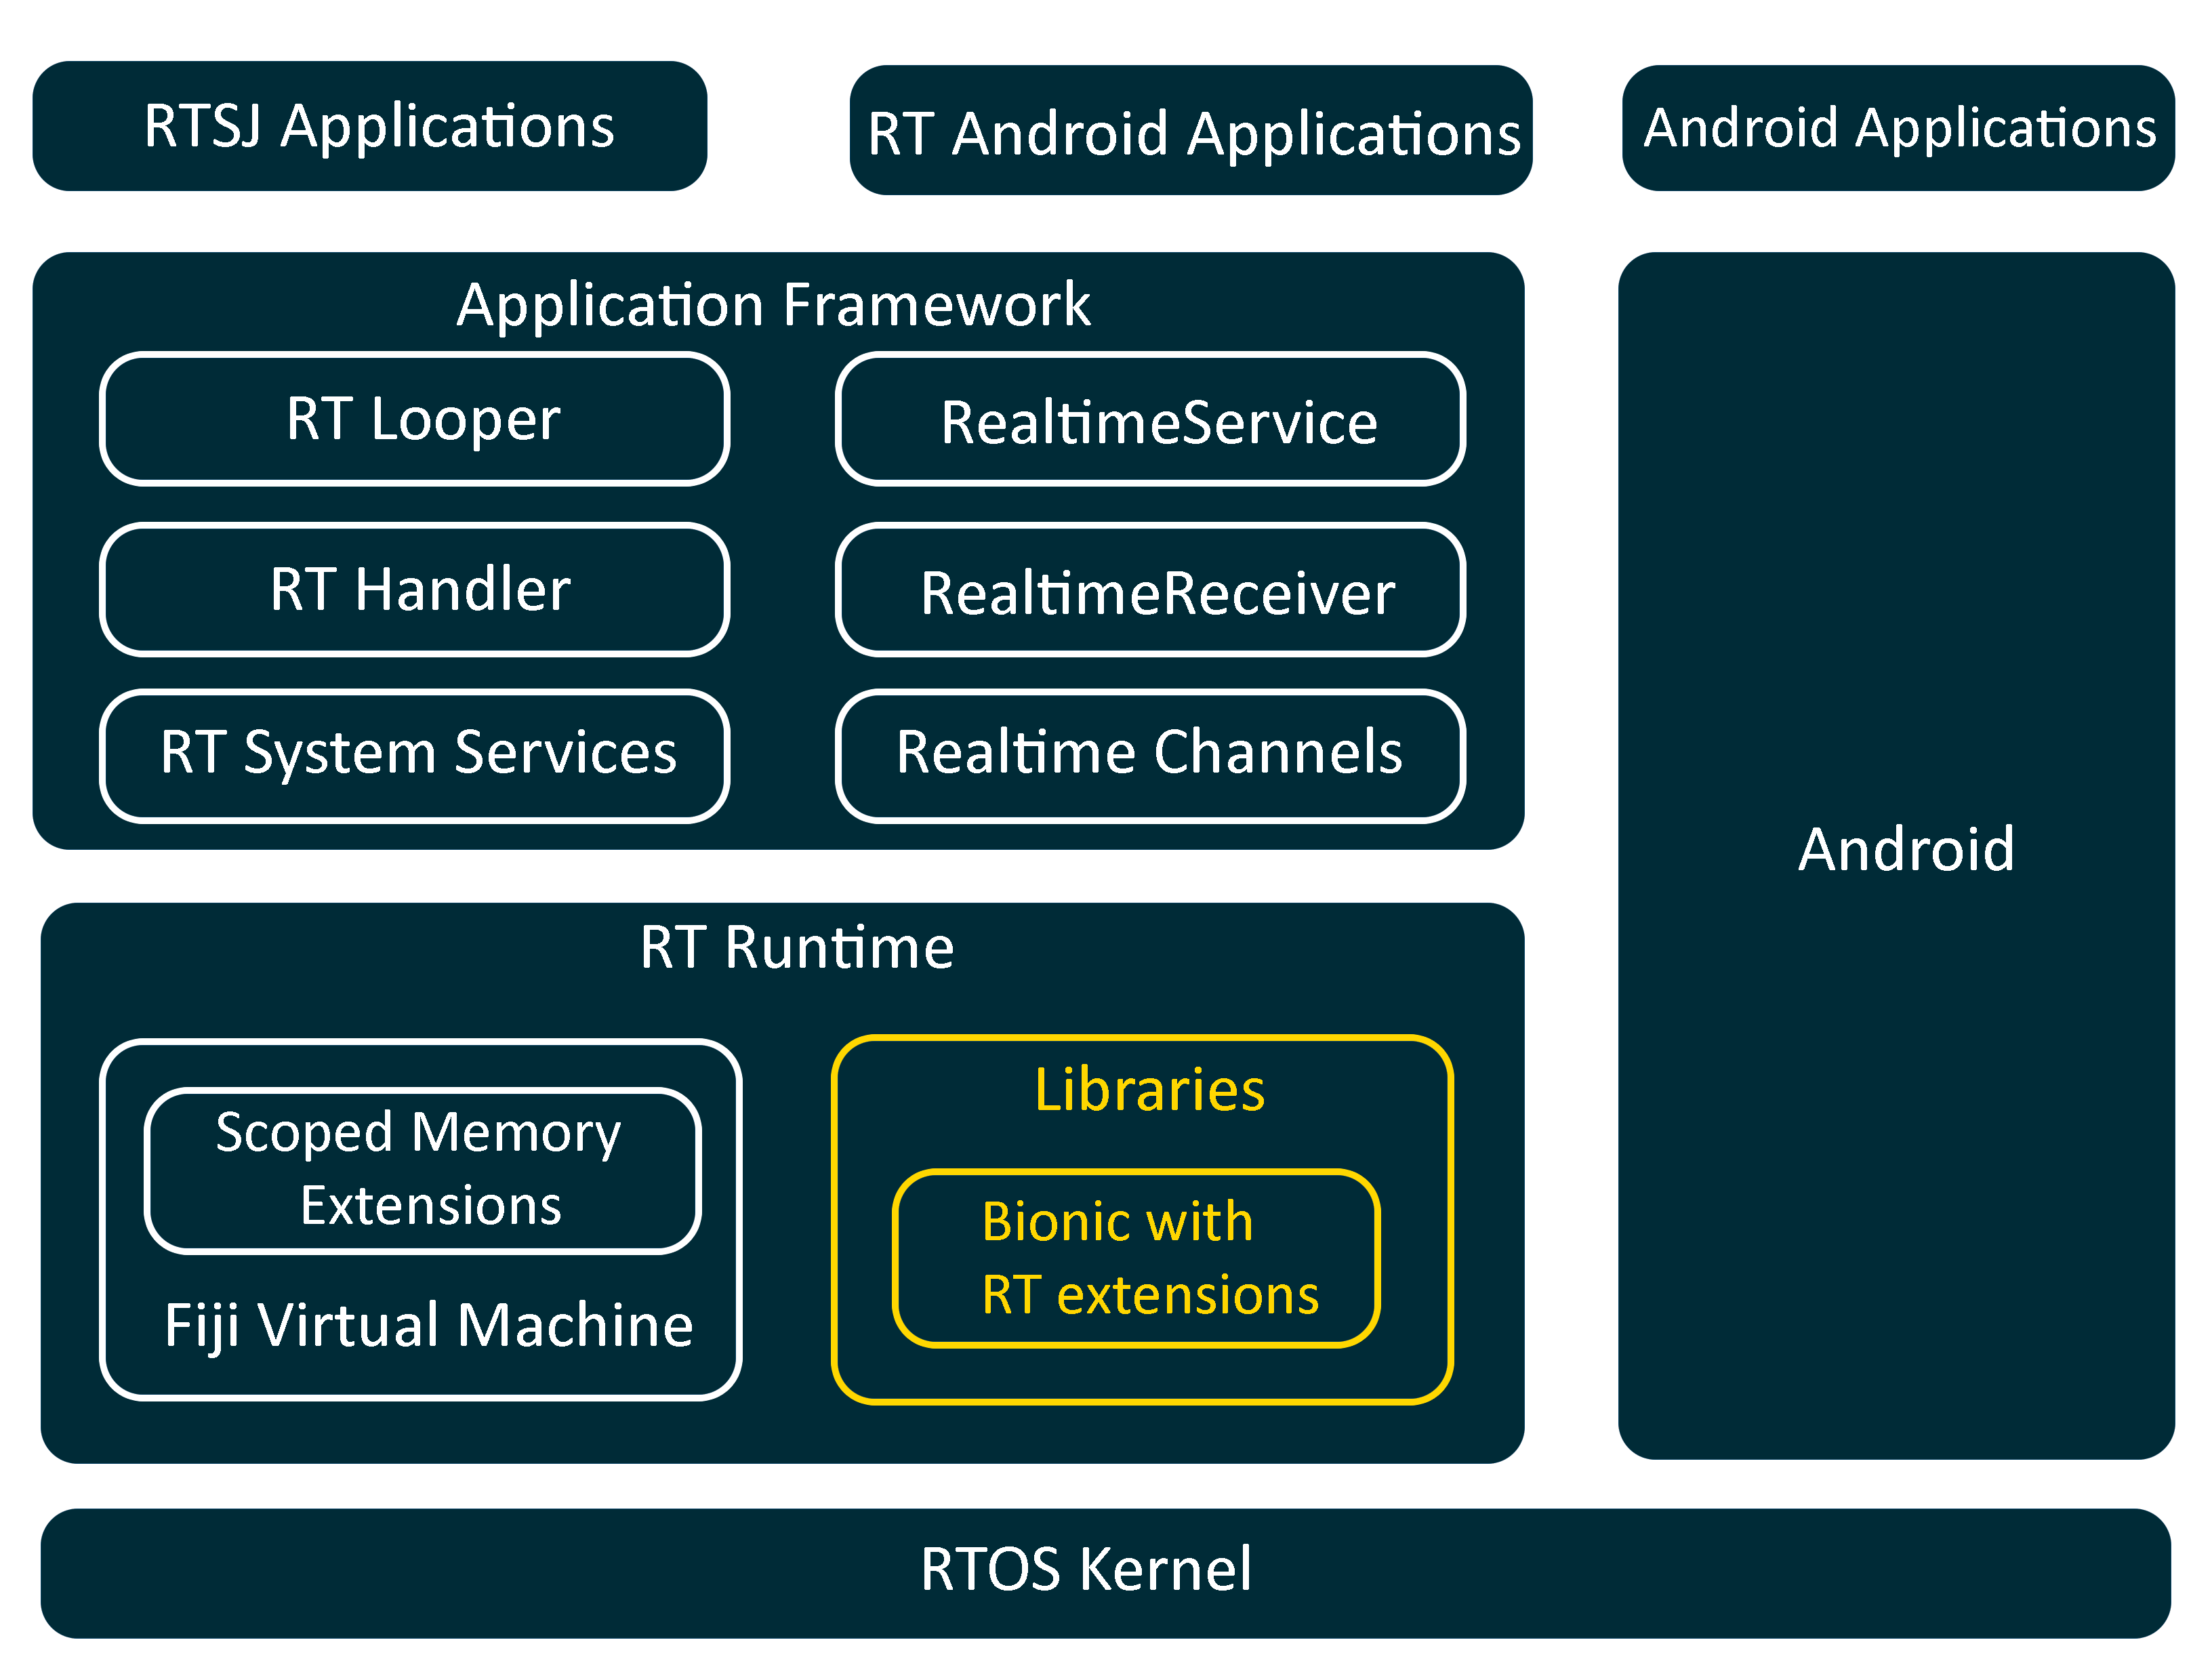 RTSJ Applications
RT Android Applications
Android Applications
Application Framework
RT Looper
RealtimeService
RT Handler
RealtimeReceiver
RT System Services
Realtime Channels
Android
RT Runtime
Scoped Memory
Extensions
Fiji Virtual Machine
Libraries
Bionic with
RT extensions
RTOS Kernel